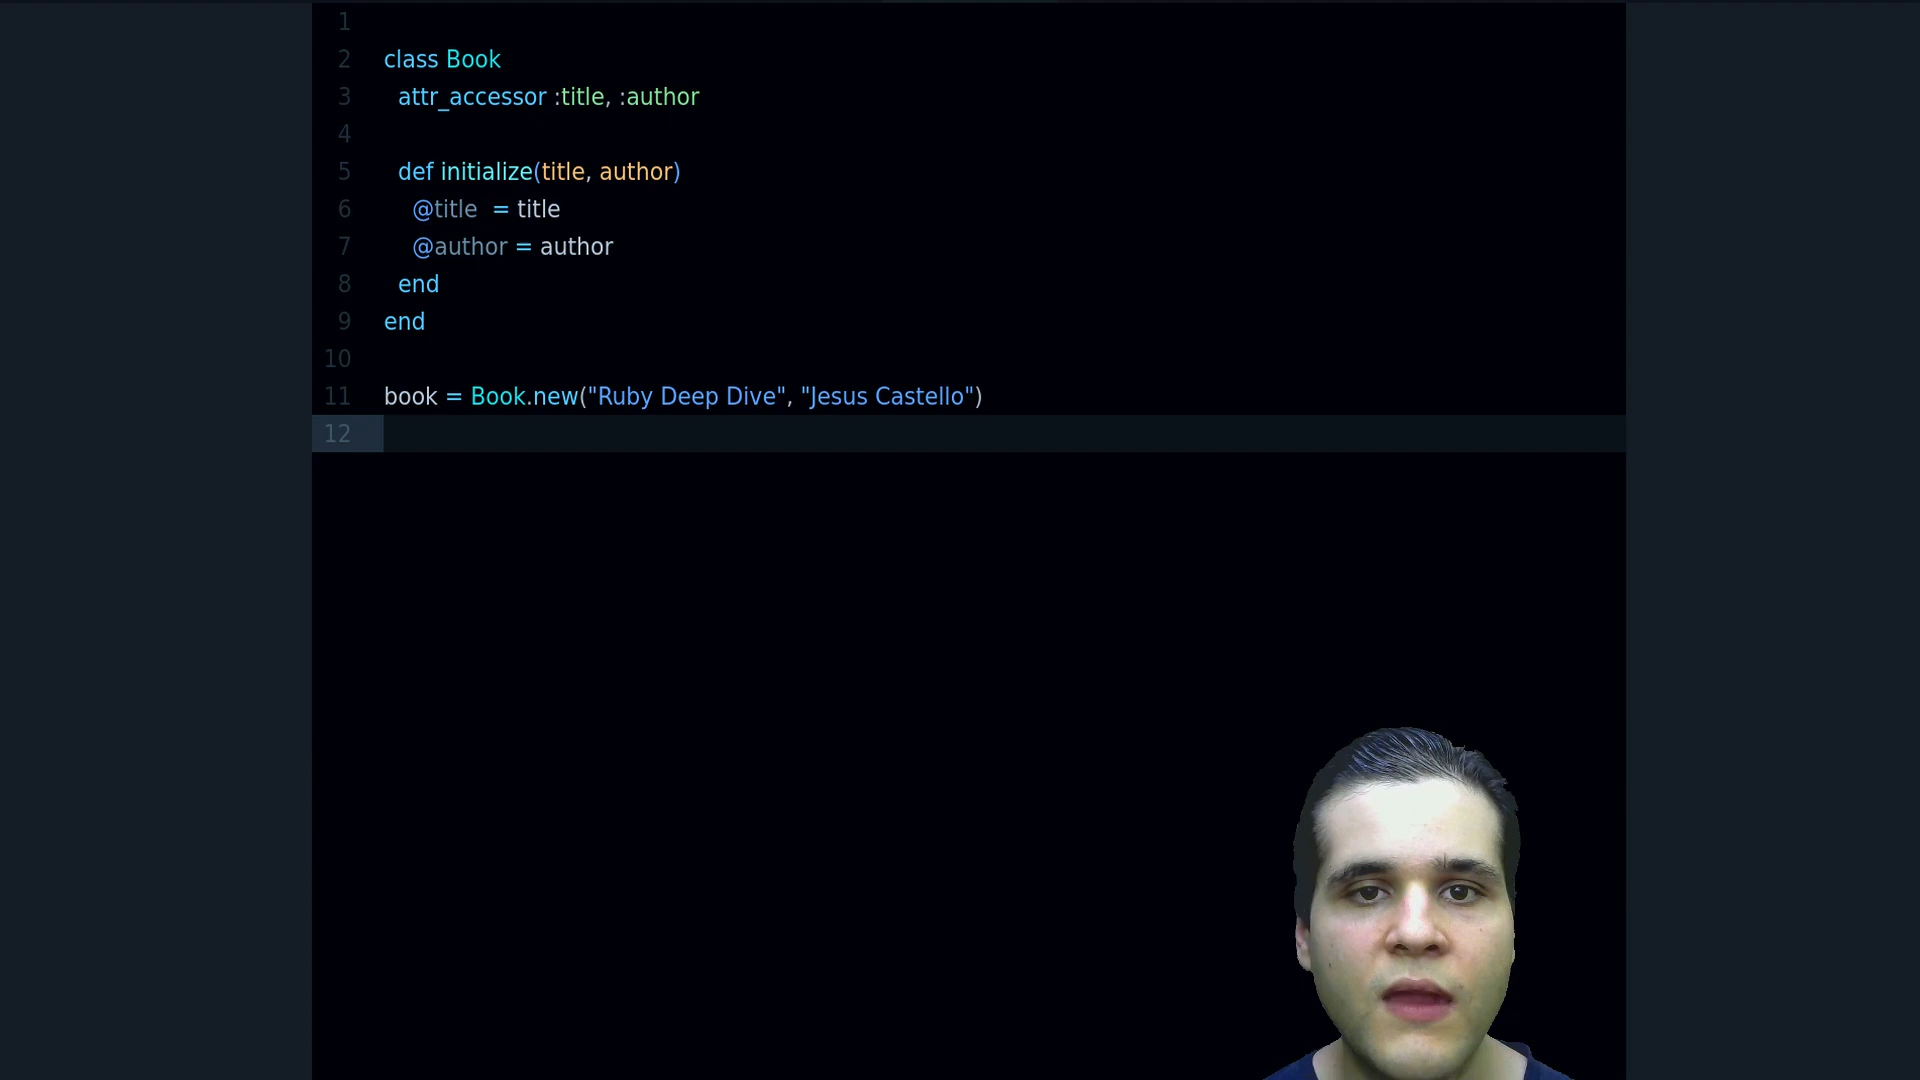 1
2 class Book
3 attr_accessor :title, :author
4
5 def initialize(title, author)
6 @title  = title
7 @author = author
8 end
9 end
10
11 book = Book.new("Ruby Deep Dive", "Jesus Castello")
12